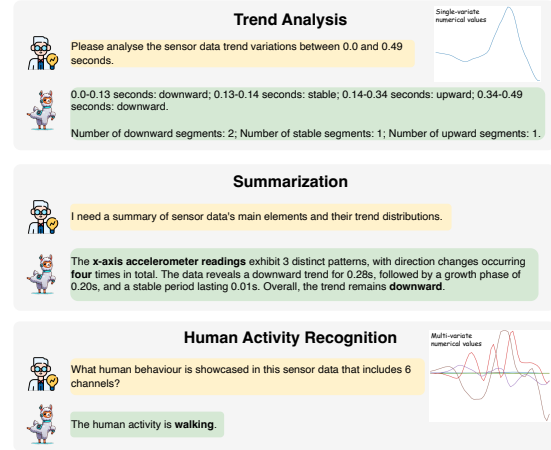 Trend Analysis
Single-variate
numerical values
Please analyse the sensor data trend variations between 0.0 and 0.49
seconds.
0.0-0.13 seconds: downward; 0.13-0.14 seconds: stable; 0.14-0.34 seconds: upward; 0.34-0.49
seconds: downward.
Number of downward segments: 2; Number of stable segments: 1; Number of upward segments: 1.
Summarization
I need a summary of sensor data's main elements and their trend distributions.
The x-axis accelerometer readings exhibit 3 distinct patterns, with direction changes occurring
four times in total. The data reveals a downward trend for 0.28s, followed by a growth phase of
0.20s, and a stable period lasting 0.01s. Overall, the trend remains downward.
Human Activity Recognition
Multi-variate
numerical values
What human behaviour is showcased in this sensor data that includes 6
channels?
The human activity is walking.